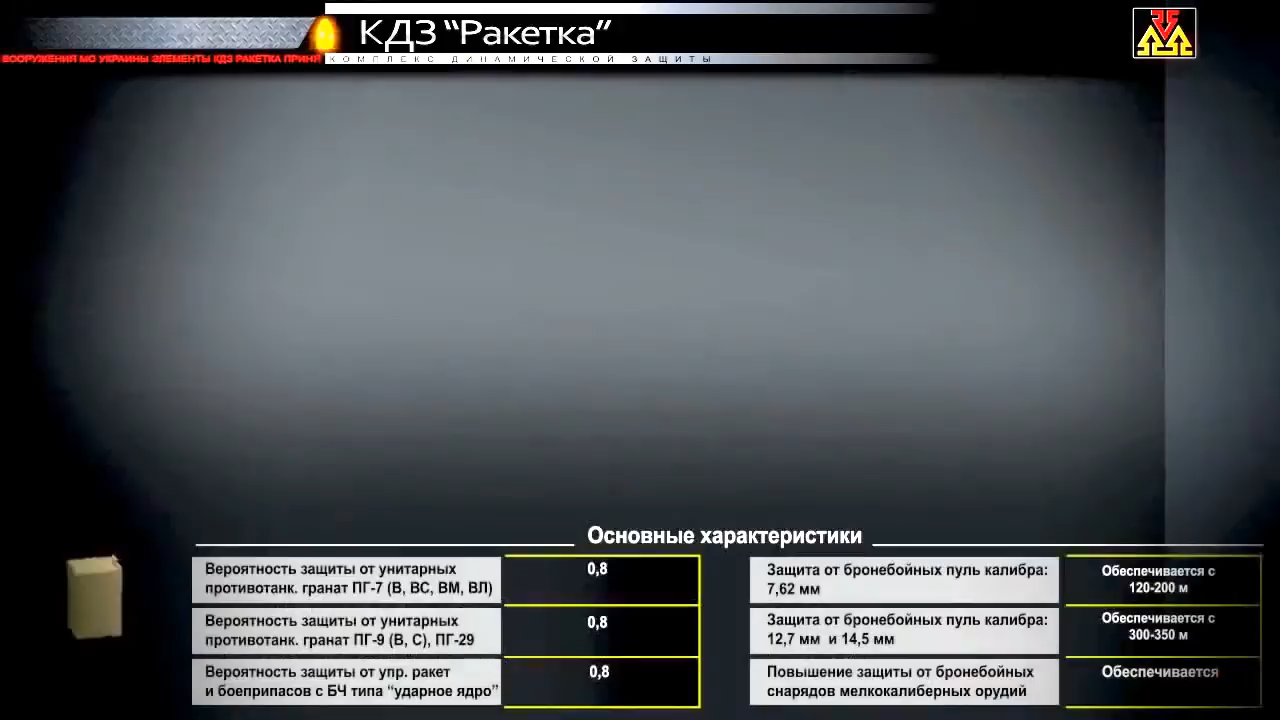 КДЗ “Ракетка”
ВООРУЖЕНИЯ МО УКРАИНЫ ЭЛЕМЕНТЫ КДЗ РАКЕТКА ПРИНЯ
КОМПЛЕКС ДИНАМИЧЕСКОЙ ЗАЩИТЫ
Основные характеристики
Вероятность защиты от унитарных
противотанк. гранат ПГ-7 (В, ВС, ВМ, ВЛ)
0,8
Вероятность защиты от унитарных
противотанк. гранат ПГ-9 (В, С), ПГ-29
0,8
Вероятность защиты от упр. ракет
и боеприпасов с БЧ типа “ударное ядро”
0,8
Защита от бронебойных пуль калибра:
7,62 мм
Обеспечивается с
120-200 м
Защита от бронебойных пуль калибра:
12,7 мм и 14,5 мм
Обеспечивается с
300-350 м
Повышение защиты от бронебойных
снарядов мелкокалиберных орудий
Обеспечивается